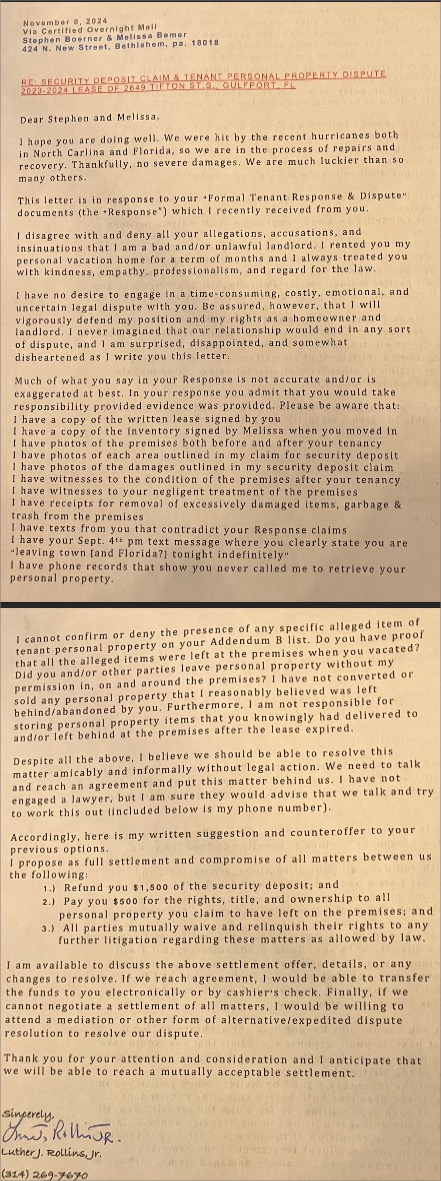 November 8, 2024
Via Certified Overnight Mail
Stephen Boerner & Melissa Bemer
424 N. New Street, Bethlehem, pa. 18018
RE: SECURITY DEPOSIT CLAIM & TENANT PERSONAL PROPERTY DISPUTE
2023-2024 LEASE OF 2649 TIFTON ST.S., GULFPORT, FL
Dear Stephen and Melissa,
I hope you are doing well. We were hit by the recent hurricanes both
in North Carlina and Florida, so we are in the process of repairs and
recovery. Thankfully, no severe damages. We are much luckier than so
many others.
This letter is in response to your "Formal Tenant Response & Dispute"
documents (the "Response") which I recently received from you.
I disagree with and deny all your allegations, accusations, and
insinuations that I am a bad and/or unlawful landlord. I rented you my
personal vacation home for a term of months and I always treated you
with kindness, empathy, professionalism, and regard for the law.
I have no desire to engage in a time-consuming, costly, emotional, and
uncertain legal dispute with you. Be assured, however, that I will
vigorously defend my position and my rights as a homeowner and
landlord. I never imagined that our relationship would end in any sort
of dispute, and I am surprised, disappointed, and somewhat
disheartened as I write you this letter.
Much of what you say in your Response is not accurate and/or is
exaggerated at best. In your response you admit that you would take
responsibility provided evidence was provided. Please be aware that:
I have a copy of the written lease signed by you
I have a copy of the inventory signed by Melissa when you moved in
I have photos of the premises both before and after your tenancy
I have photos of each area outlined in my claim for security deposit
I have photos of the damages outlined in my security deposit claim
I have witnesses to the condition of the premises after your tenancy
I have witnesses to your negligent treatment of the premises
I have receipts for removal of excessively damaged items, garbage &
trash from the premises
I have texts from you that contradict your Response claims
I have your Sept. 4th pm text message where you clearly state you are
"leaving town [and Florida?] tonight indefinitely"
I have phone records that show you never called me to retrieve your
personal property.
I cannot confirm or deny the presence of any specific alleged item of
tenant personal property on your Addendum B list. Do you have proof
that all the alleged items were left at the premises when you vacated?
Did you and/or other parties leave personal property without my
permission in, on and around the premises? I have not converted or
sold any personal property that I reasonably believed was left
behind/abandoned by you. Furthermore, I am not responsible for
storing personal property items that you knowingly had delivered to
and/or left behind at the premises after the lease expired.
Despite all the above, I believe we should be able to resolve this
matter amicably and informally without legal action. We need to talk
and reach an agreement and put this matter behind us. I have not
engaged a lawyer, but I am sure they would advise that we talk and try
to work this out (included below is my phone number).
Accordingly, here is my written suggestion and counteroffer to your
previous options.
I propose as full settlement and compromise of all matters between us
the following:
1.) Refund you $1,500 of the security deposit; and
2.) Pay you $500 for the rights, title, and ownership to all
personal property you claim to have left on the premises; and
3.) All parties mutually waive and relinquish their rights to any
further litigation regarding these matters as allowed by law.
I am available to discuss the above settlement offer, details, or any
changes to resolve. If we reach agreement, I would be able to transfer
the funds to you electronically or by cashier's check. Finally, if we
cannot negotiate a settlement of all matters, I would be willing to
attend a mediation or other form of alternative/expedited dispute
resolution to resolve our dispute.
Thank you for your attention and consideration and I anticipate that
we will be able to reach a mutually acceptable settlement.
Sincerely,
Luther J. Rollins, Jr.
(314) 269-7670